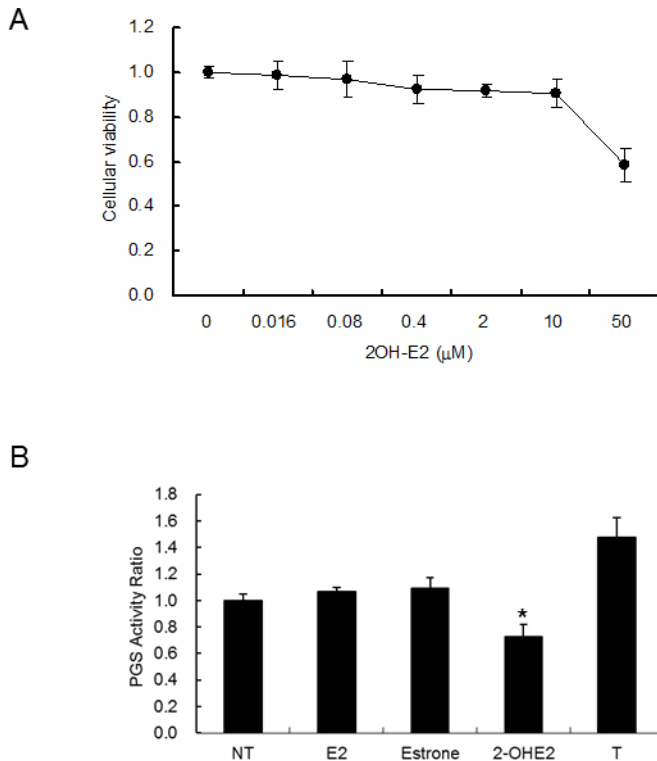 A
1.2
1.0
0.8
0.6
0.4
0.2
0.0
Cellular viability
0 0.016 0.08 0.4 2 10 50
2OH-E2 (μM)
B
1.8
1.6
1.4
1.2
1.0
0.8
0.6
0.4
0.2
0.0
PGS Activity Ratio
*
NT E2 Estrone 2-OHE2 T